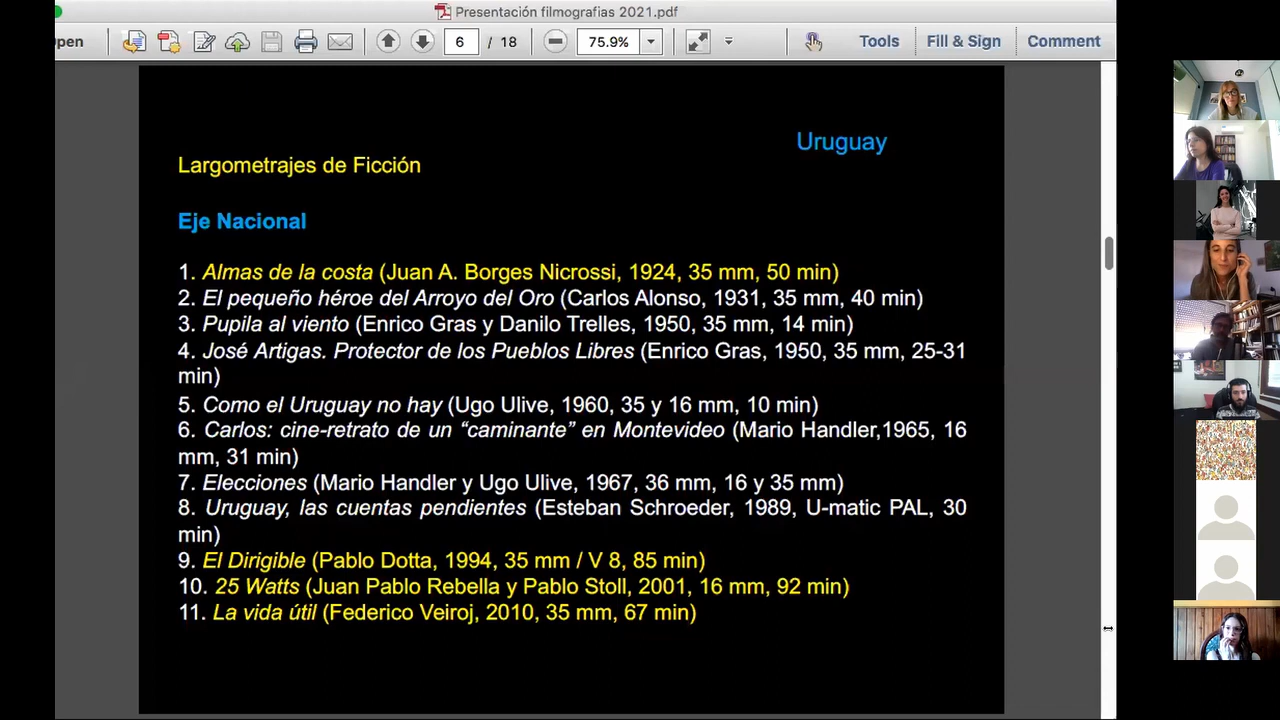 Presentación filmografias 2021.pdf
pen
6 / 18
75.9%
Tools
Fill & Sign
Comment
Uruguay
Largometrajes de Ficción
Eje Nacional
1. Almas de la costa (Juan A. Borges Nicrossi, 1924, 35 mm, 50 min)
2. El pequeño héroe del Arroyo del Oro (Carlos Alonso, 1931, 35 mm, 40 min)
3. Pupila al viento (Enrico Gras y Danilo Trelles, 1950, 35 mm, 14 min)
4. José Artigas. Protector de los Pueblos Libres (Enrico Gras, 1950, 35 mm, 25-31
min)
5. Como el Uruguay no hay (Ugo Ulive, 1960, 35 y 16 mm, 10 min)
6. Carlos: cine-retrato de un “caminante” en Montevideo (Mario Handler,1965, 16
mm, 31 min)
7. Elecciones (Mario Handler y Ugo Ulive, 1967, 36 mm, 16 y 35 mm)
8. Uruguay, las cuentas pendientes (Esteban Schroeder, 1989, U-matic PAL, 30
min)
9. El Dirigible (Pablo Dotta, 1994, 35 mm / V 8, 85 min)
10. 25 Watts (Juan Pablo Rebella y Pablo Stoll, 2001, 16 mm, 92 min)
11. La vida útil (Federico Veiroj, 2010, 35 mm, 67 min)